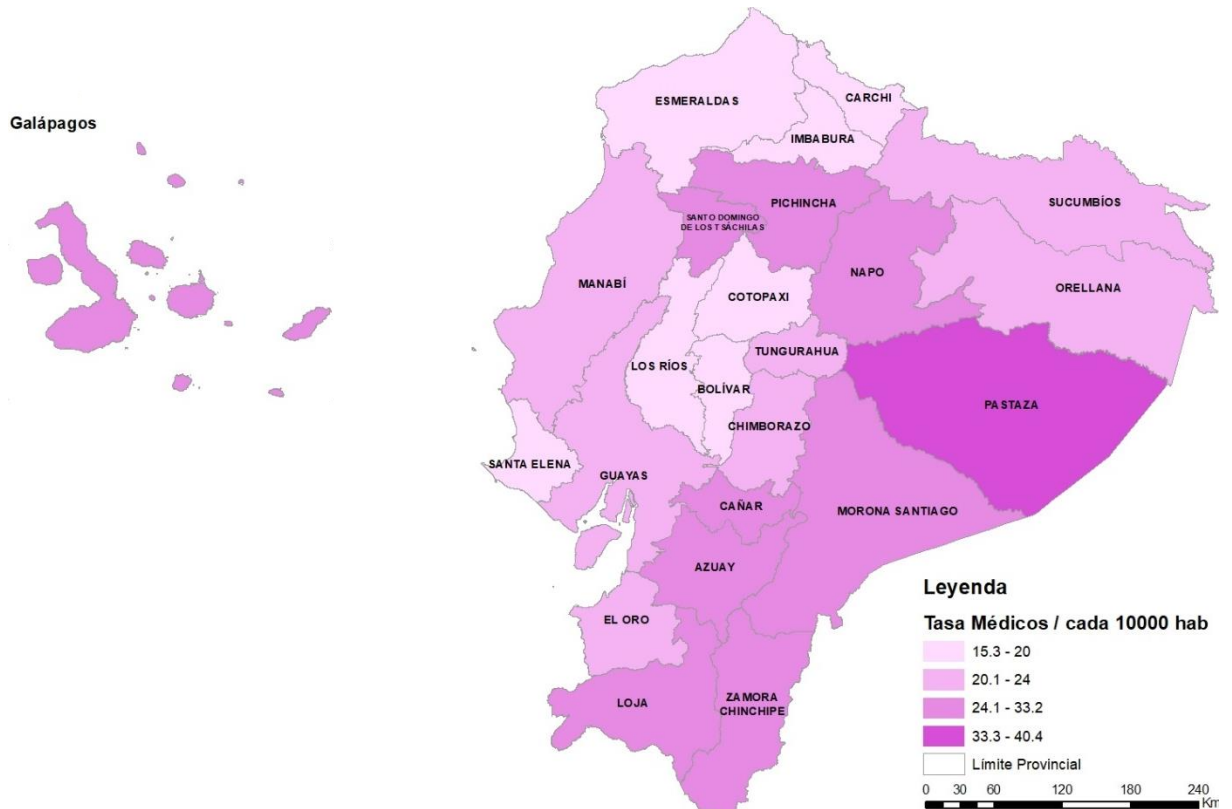 Galápagos
ESMERALDAS
CARCHI
IMBABURA
SUCUMBÍOS
PICHINCHA
SANTO DOMINGO
DE LOS TSÁCHILAS
NAPO
MANABÍ
ORELLANA
COTOPAXI
TUNGURAHUA
LOS RÍOS
BOLÍVAR
PASTAZA
CHIMBORAZO
SANTA ELENA
GUAYAS
CAÑAR
MORONA SANTIAGO
AZUAY
EL ORO
LOJA
ZAMORA
CHINCHIPE
Leyenda
Tasa Médicos / cada 10000 hab
15.3 - 20
20.1 - 24
24.1 - 33.2
33.3 - 40.4
Límite Provincial
0 30 60 120 180 240
Km